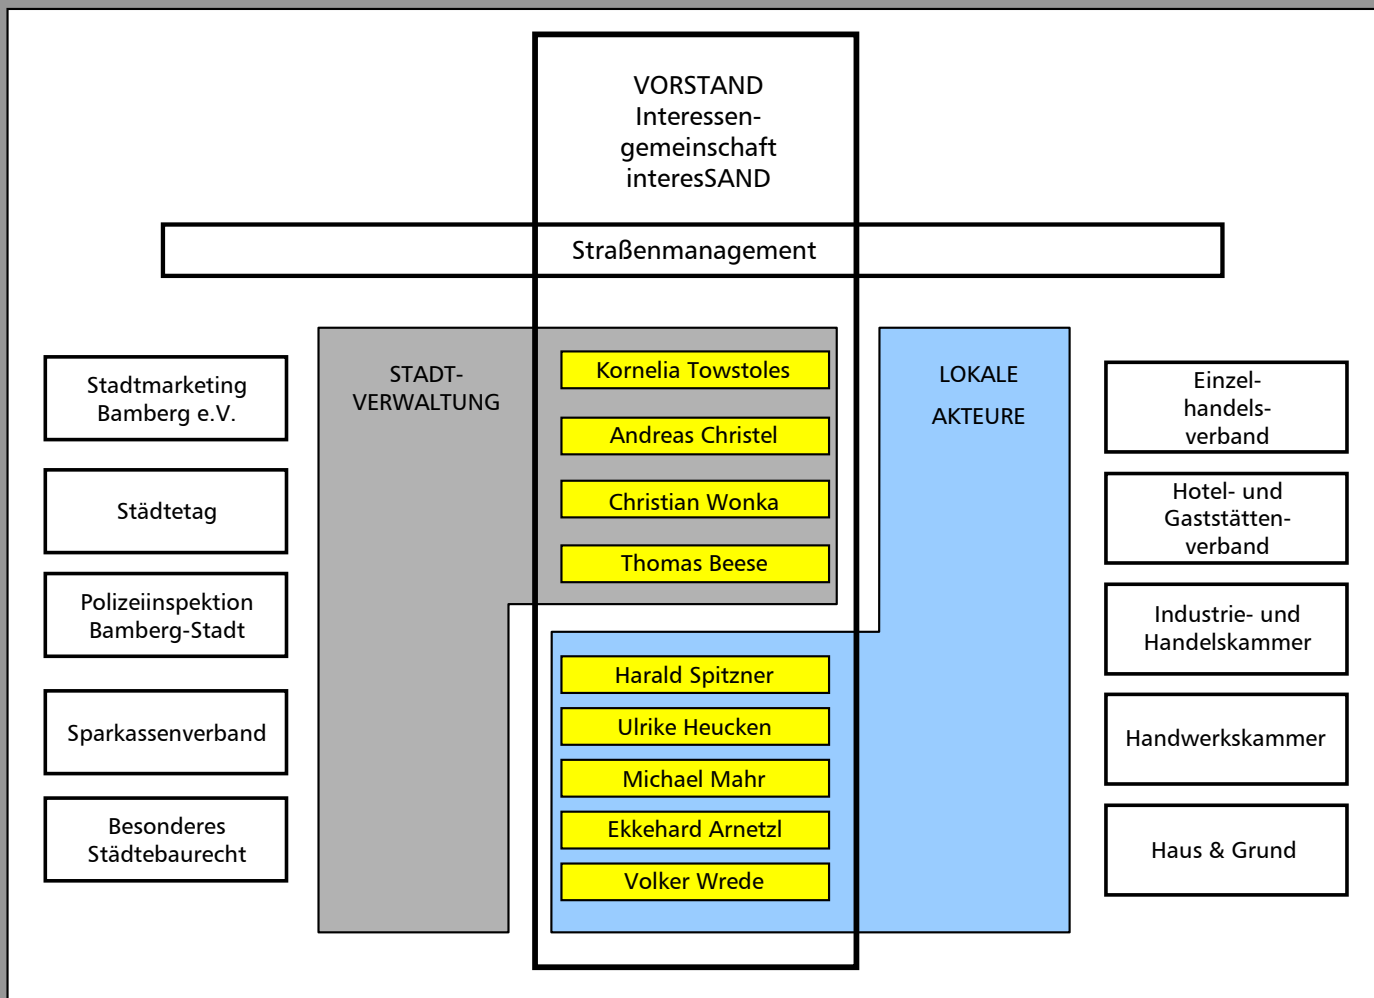 VORSTAND
Interessen-
gemeinschaft
interesSAND
Straßenmanagement
Stadtmarketing
Bamberg e.V.
Städtetag
Polizeiinspektion
Bamberg-Stadt
Sparkassenverband
Besonderes
Städtebaurecht
STADT-
VERWALTUNG
Kornelia Towstoles
Andreas Christel
Christian Wonka
Thomas Beese
Harald Spitzner
Ulrike Heucken
Michael Mahr
Ekkehard Arnetzl
Volker Wrede
LOKALE
AKTEURE
Einzel-
handels-
verband
Hotel- und
Gaststätten-
verband
Industrie- und
Handelskammer
Handwerkskammer
Haus & Grund